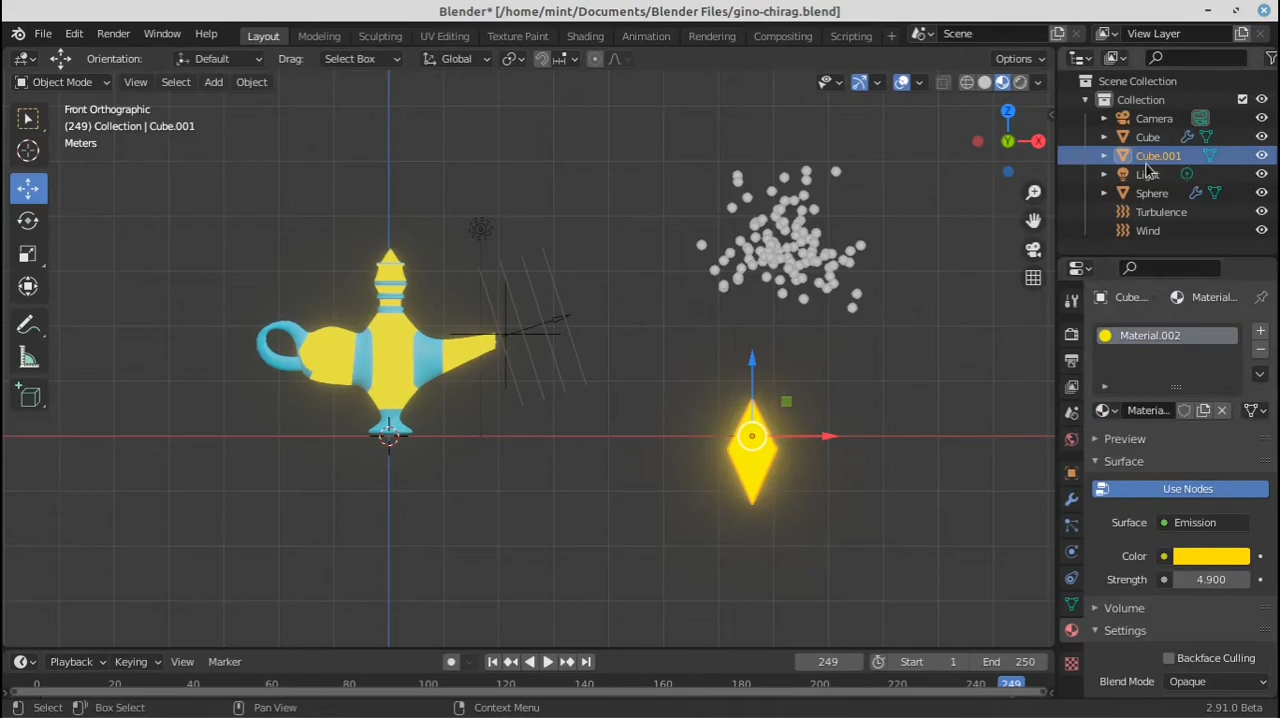 Blender* [/home/mint/Documents/Blender Files/gino-chirag.blend]
File Edit Render Window Help Layout Modeling Sculpting UV Editing Texture Paint Shading Animation Rendering Compositing Scripting + Scene View Layer
Orientation: Default Drag: Select Box Global Options
Object Mode View Select Add Object
Front Orthographic
(249) Collection | Cube.001
Meters
Z
X
Y
Scene Collection
Collection
Camera
Cube
Cube.001
Light
Sphere
Turbulence
Wind
Cube... Material...
Material.002
Materia...
Preview
Surface
Use Nodes
Surface Emission
Color
Strength 4.900
Volume
Settings
Backface Culling
Blend Mode Opaque
Playback Keying View Marker 249 Start 1 End 250
0 20 40 60 80 100 120 140 160 180 200 220 240 249
Select Box Select Pan View Context Menu 2.91.0 Beta